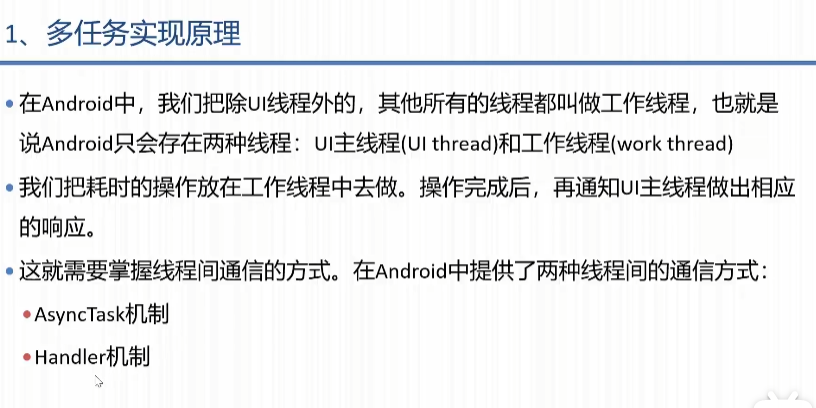 1、多任务实现原理
•在Android中，我们把除UI线程外的，其他所有的线程都叫做工作线程，也就是
说Android只会存在两种线程：UI主线程(UI thread)和工作线程(work thread)
•我们把耗时的操作放在工作线程中去做。操作完成后，再通知UI主线程做出相应
的响应。
•这就需要掌握线程间通信的方式。在Android中提供了两种线程间的通信方式：
•AsyncTask机制
•Handler机制